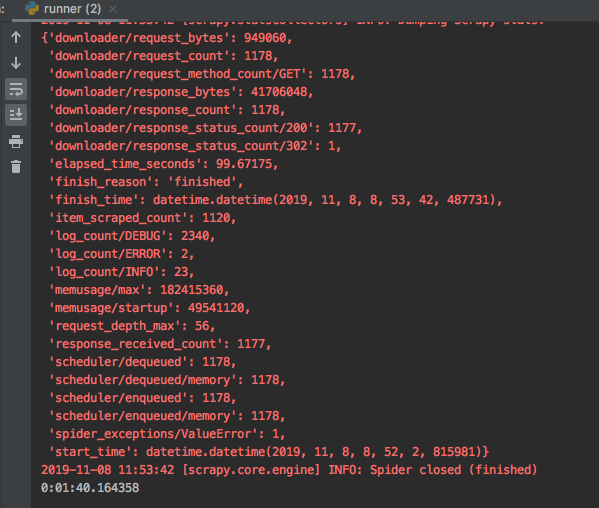 : runner (2) ×
2019-11-08 11:53:42 [scrapy.statscollectors] INFO: Dumping Scrapy stats:
{'downloader/request_bytes': 949060,
'downloader/request_count': 1178,
'downloader/request_method_count/GET': 1178,
'downloader/response_bytes': 41706048,
'downloader/response_count': 1178,
'downloader/response_status_count/200': 1177,
'downloader/response_status_count/302': 1,
'elapsed_time_seconds': 99.67175,
'finish_reason': 'finished',
'finish_time': datetime.datetime(2019, 11, 8, 8, 53, 42, 487731),
'item_scraped_count': 1120,
'log_count/DEBUG': 2340,
'log_count/ERROR': 2,
'log_count/INFO': 23,
'memusage/max': 182415360,
'memusage/startup': 49541120,
'request_depth_max': 56,
'response_received_count': 1177,
'scheduler/dequeued': 1178,
'scheduler/dequeued/memory': 1178,
'scheduler/enqueued': 1178,
'scheduler/enqueued/memory': 1178,
'spider_exceptions/ValueError': 1,
'start_time': datetime.datetime(2019, 11, 8, 8, 52, 2, 815981)}
2019-11-08 11:53:42 [scrapy.core.engine] INFO: Spider closed (finished)
0:01:40.164358